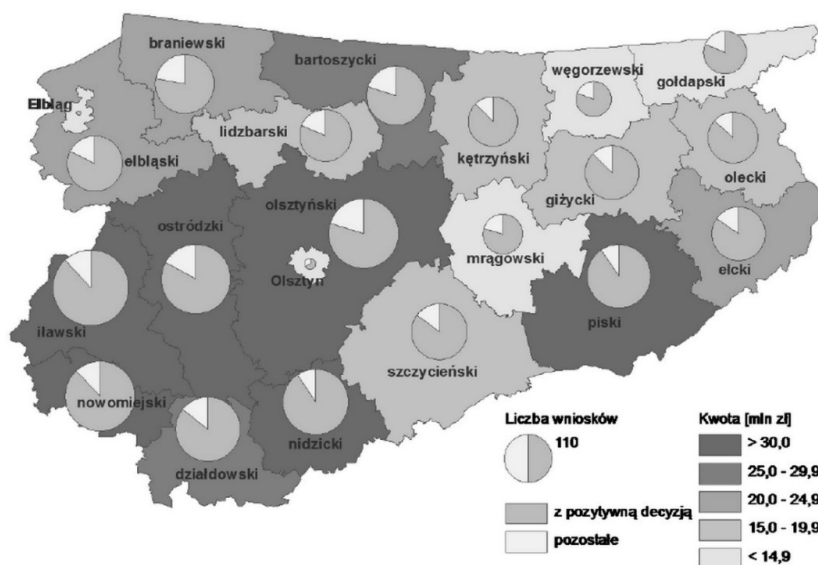 braniewski
bartoszycki
węgorzewski
gołdapski
Elbląg
lidzbarski
kętrzyński
elbląski
olecki
giżycki
olsztyński
ostródzki
mrągowski
ełcki
Olsztyn
iławski
piski
szczycieński
nowomiejski
nidzicki
działdowski
Liczba wniosków
110
z pozytywną decyzją
pozostałe
Kwota [mln zł]
> 30,0
25,0 - 29,9
20,0 - 24,9
15,0 - 19,9
< 14,9